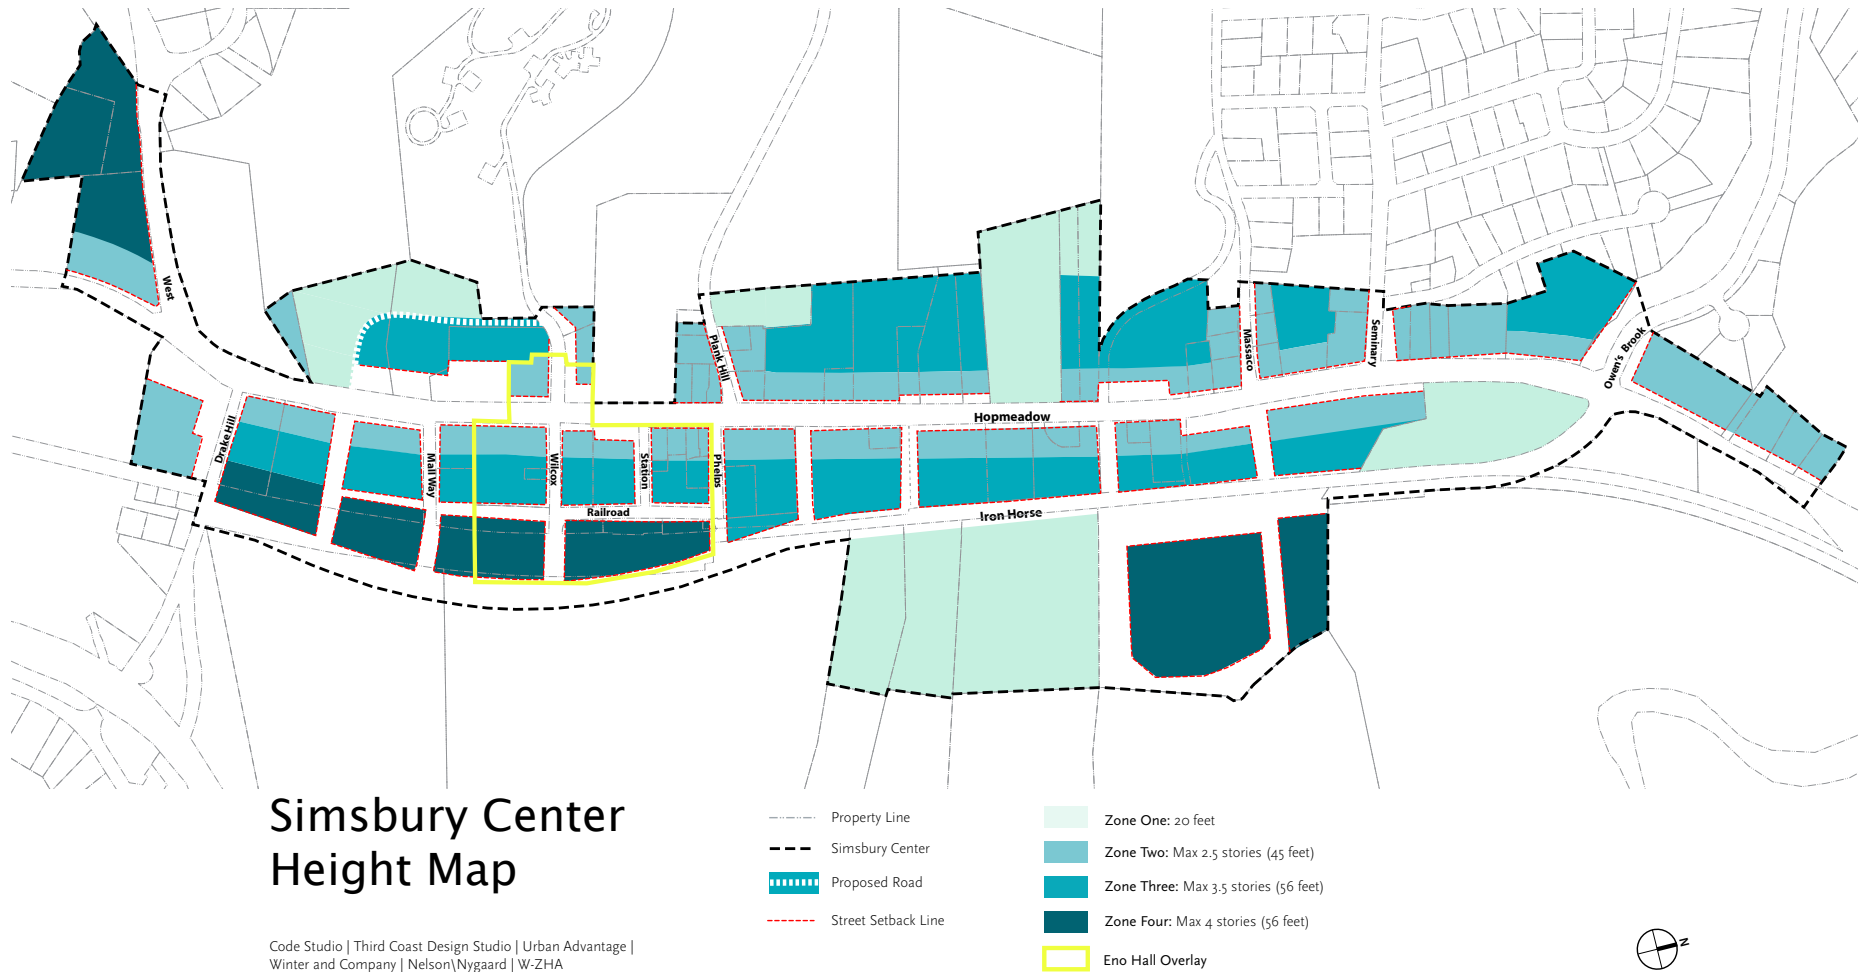 West
Plank Hill
Massaco
Seminary
Owen's Brook
Hopmeadow
Drake Hill
Mall Way
Wilcox
Station
Phelps
Railroad
Iron Horse
Simsbury Center
Height Map
Code Studio | Third Coast Design Studio | Urban Advantage |
Winter and Company | Nelson\Nygaard | W-ZHA
Property Line
Simsbury Center
Proposed Road
Street Setback Line
Zone One: 20 feet
Zone Two: Max 2.5 stories (45 feet)
Zone Three: Max 3.5 stories (56 feet)
Zone Four: Max 4 stories (56 feet)
Eno Hall Overlay
N